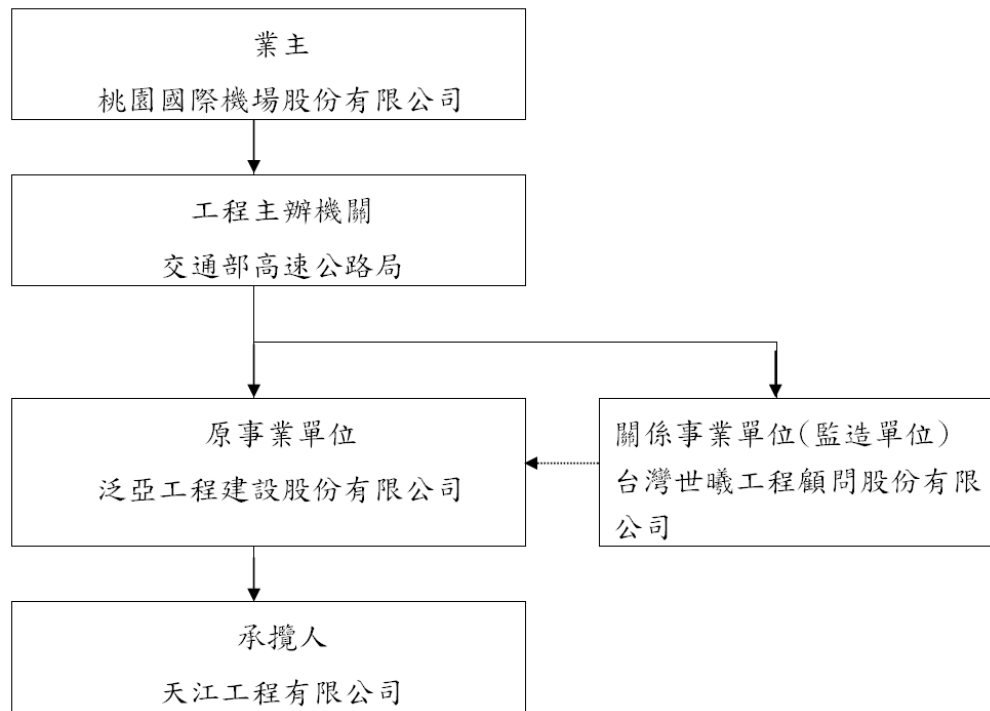 業主
桃園國際機場股份有限公司
工程主辦機關
交通部高速公路局
原事業單位
泛亞工程建設股份有限公司
關係事業單位(監造單位)
台灣世曦工程顧問股份有限
公司
承攬人
天江工程有限公司